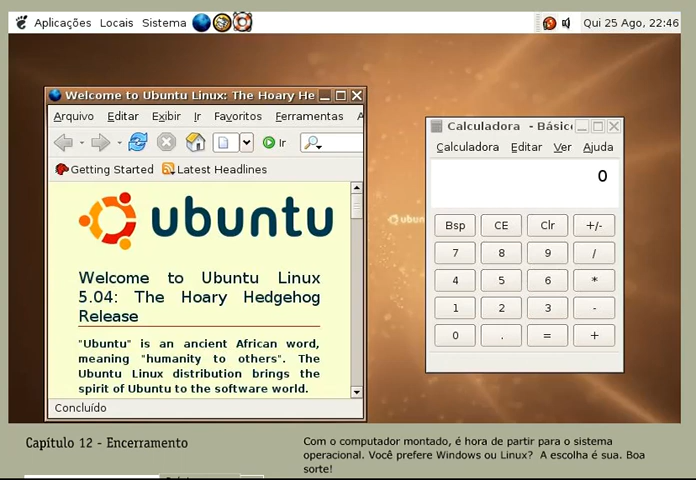 Aplicações Locais Sistema
Qui 25 Ago, 22:46
Welcome to Ubuntu Linux: The Hoary He
Arquivo Editar Exibir Ir Favoritos Ferramentas A
Ir
Getting Started Latest Headlines
ubuntu
Welcome to Ubuntu Linux
5.04: The Hoary Hedgehog
Release
"Ubuntu" is an ancient African word,
meaning "humanity to others". The
Ubuntu Linux distribution brings the
spirit of Ubuntu to the software world.
Concluído
ubun
Calculadora - Básic
Calculadora Editar Ver Ajuda
0
Bsp CE Clr +/-
7 8 9 /
4 5 6 *
1 2 3 -
0 . = +
Capítulo 12 - Encerramento
Com o computador montado, é hora de partir para o sistema
operacional. Você prefere Windows ou Linux? A escolha é sua. Boa
sorte!